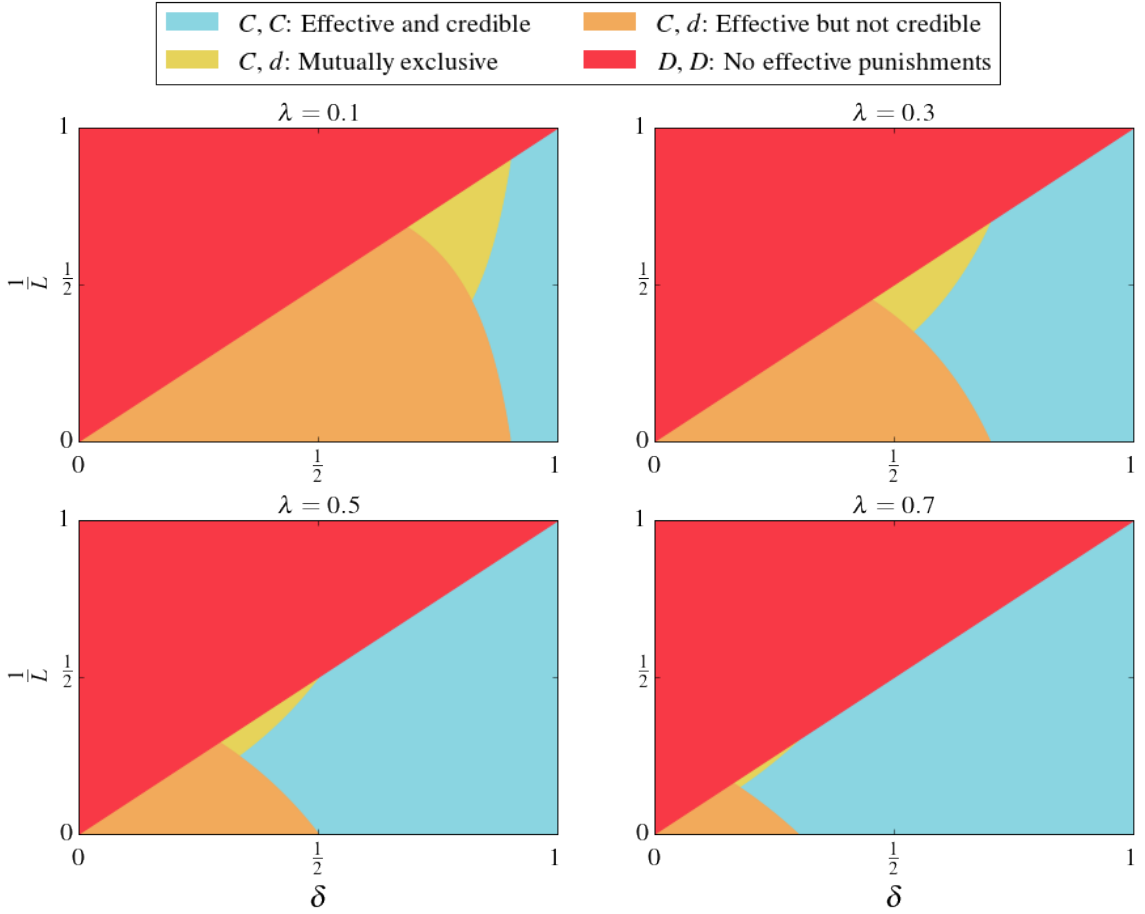 C, C: Effective and credible
C, d: Effective but not credible
C, d: Mutually exclusive
D, D: No effective punishments
λ = 0.1
λ = 0.3
1
1/2
0
1/L
0
1/2
1
1
1/2
0
0
1/2
1
λ = 0.5
λ = 0.7
1
1/2
0
1/L
0
1/2
1
δ
1
1/2
0
0
1/2
1
δ